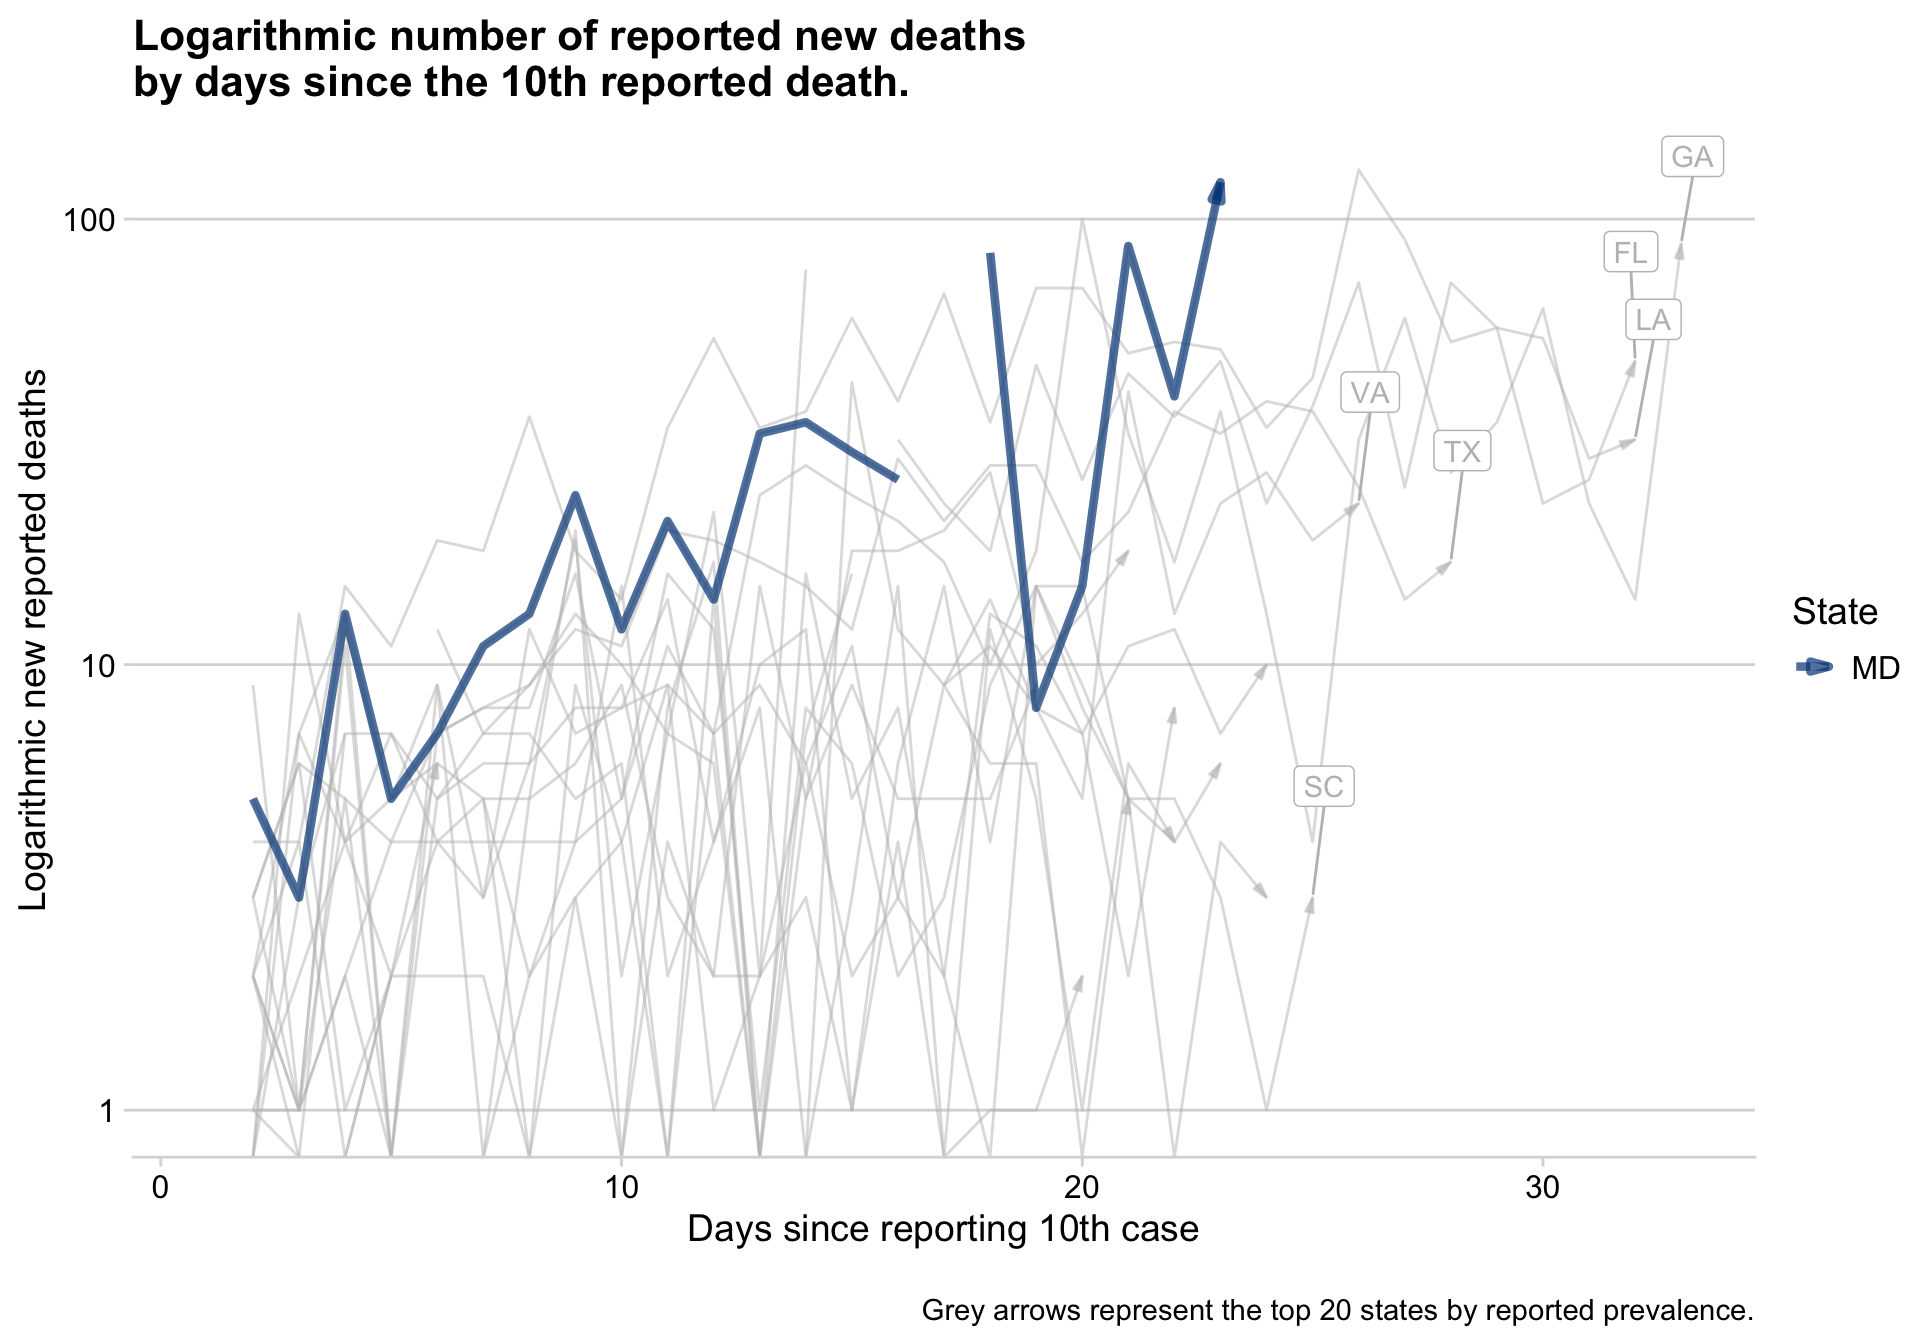 Logarithmic number of reported new deaths
by days since the 10th reported death.
Logarithmic new reported deaths
100
10
1
GA
FL
LA
VA
TX
SC
State
MD
0
10
20
30
Days since reporting 10th case
Grey arrows represent the top 20 states by reported prevalence.